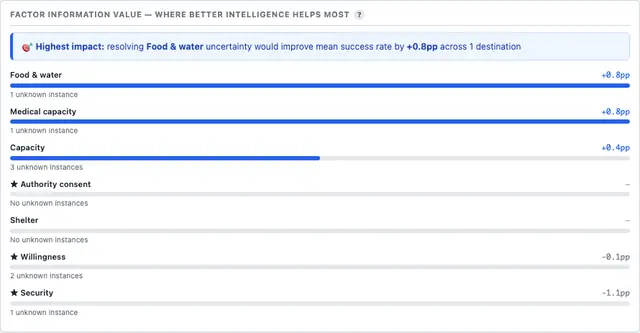 FACTOR INFORMATION VALUE — WHERE BETTER INTELLIGENCE HELPS MOST ?
🎯 Highest impact: resolving Food & water uncertainty would improve mean success rate by +0.8pp across 1 destination
Food & water +0.8pp
1 unknown instance
Medical capacity +0.8pp
1 unknown instance
Capacity +0.4pp
3 unknown instances
★ Authority consent —
No unknown instances
Shelter —
No unknown instances
★ Willingness -0.1pp
2 unknown instances
★ Security -1.1pp
1 unknown instance